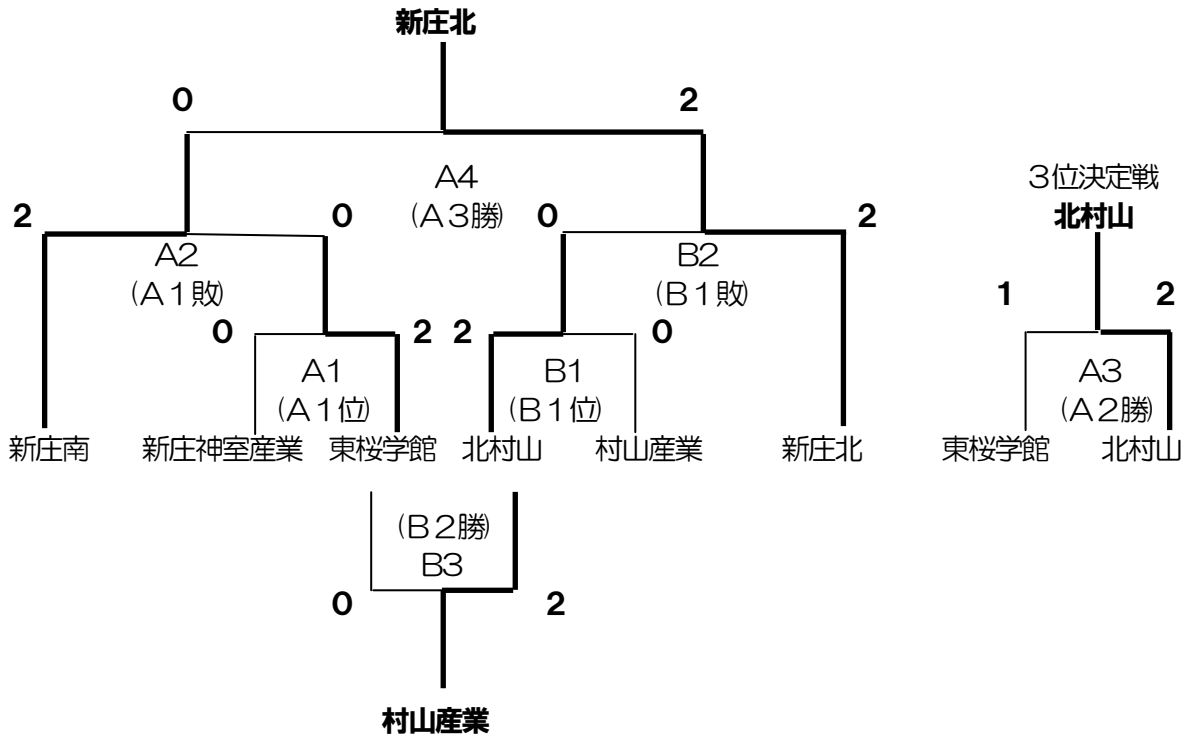 新庄北
0 2
A4
(A3勝)
3位決定戦
北村山
2 0 0 2
A2
(A1敗)
B2
(B1敗)
1 2
0 2 2 0
A1
(A1位)
B1
(B1位)
A3
(A2勝)
新庄南 新庄神室産業 東桜学館 北村山 村山産業 新庄北 東桜学館 北村山
(B2勝)
B3
0 2
村山産業